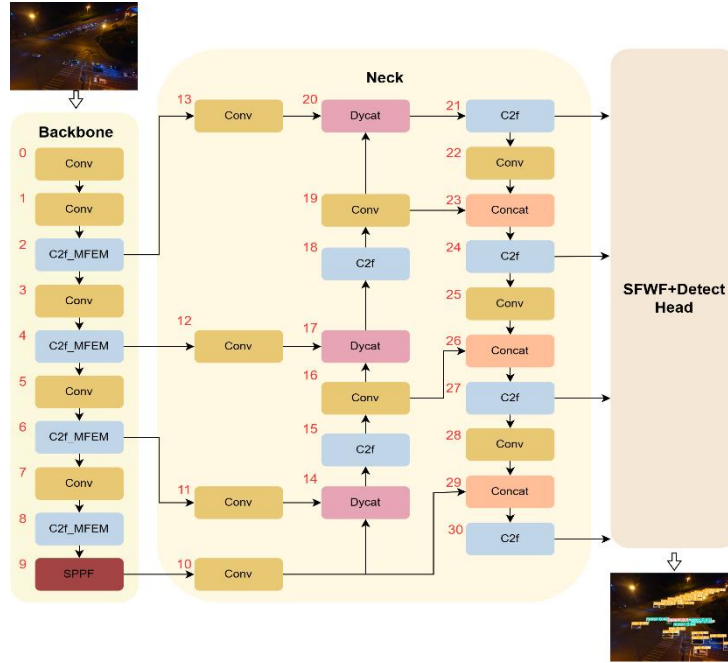 Backbone
0
Conv
1
Conv
2
C2f_MFEM
3
Conv
4
C2f_MFEM
5
Conv
6
C2f_MFEM
7
Conv
8
C2f_MFEM
9
SPPF
Neck
13
Conv
12
Conv
11
Conv
10
Conv
20
Dycat
19
Conv
18
C2f
17
Dycat
16
Conv
15
C2f
14
Dycat
21
C2f
22
Conv
23
Concat
24
C2f
25
Conv
26
Concat
27
C2f
28
Conv
29
Concat
30
C2f
SFWF+Detect
Head